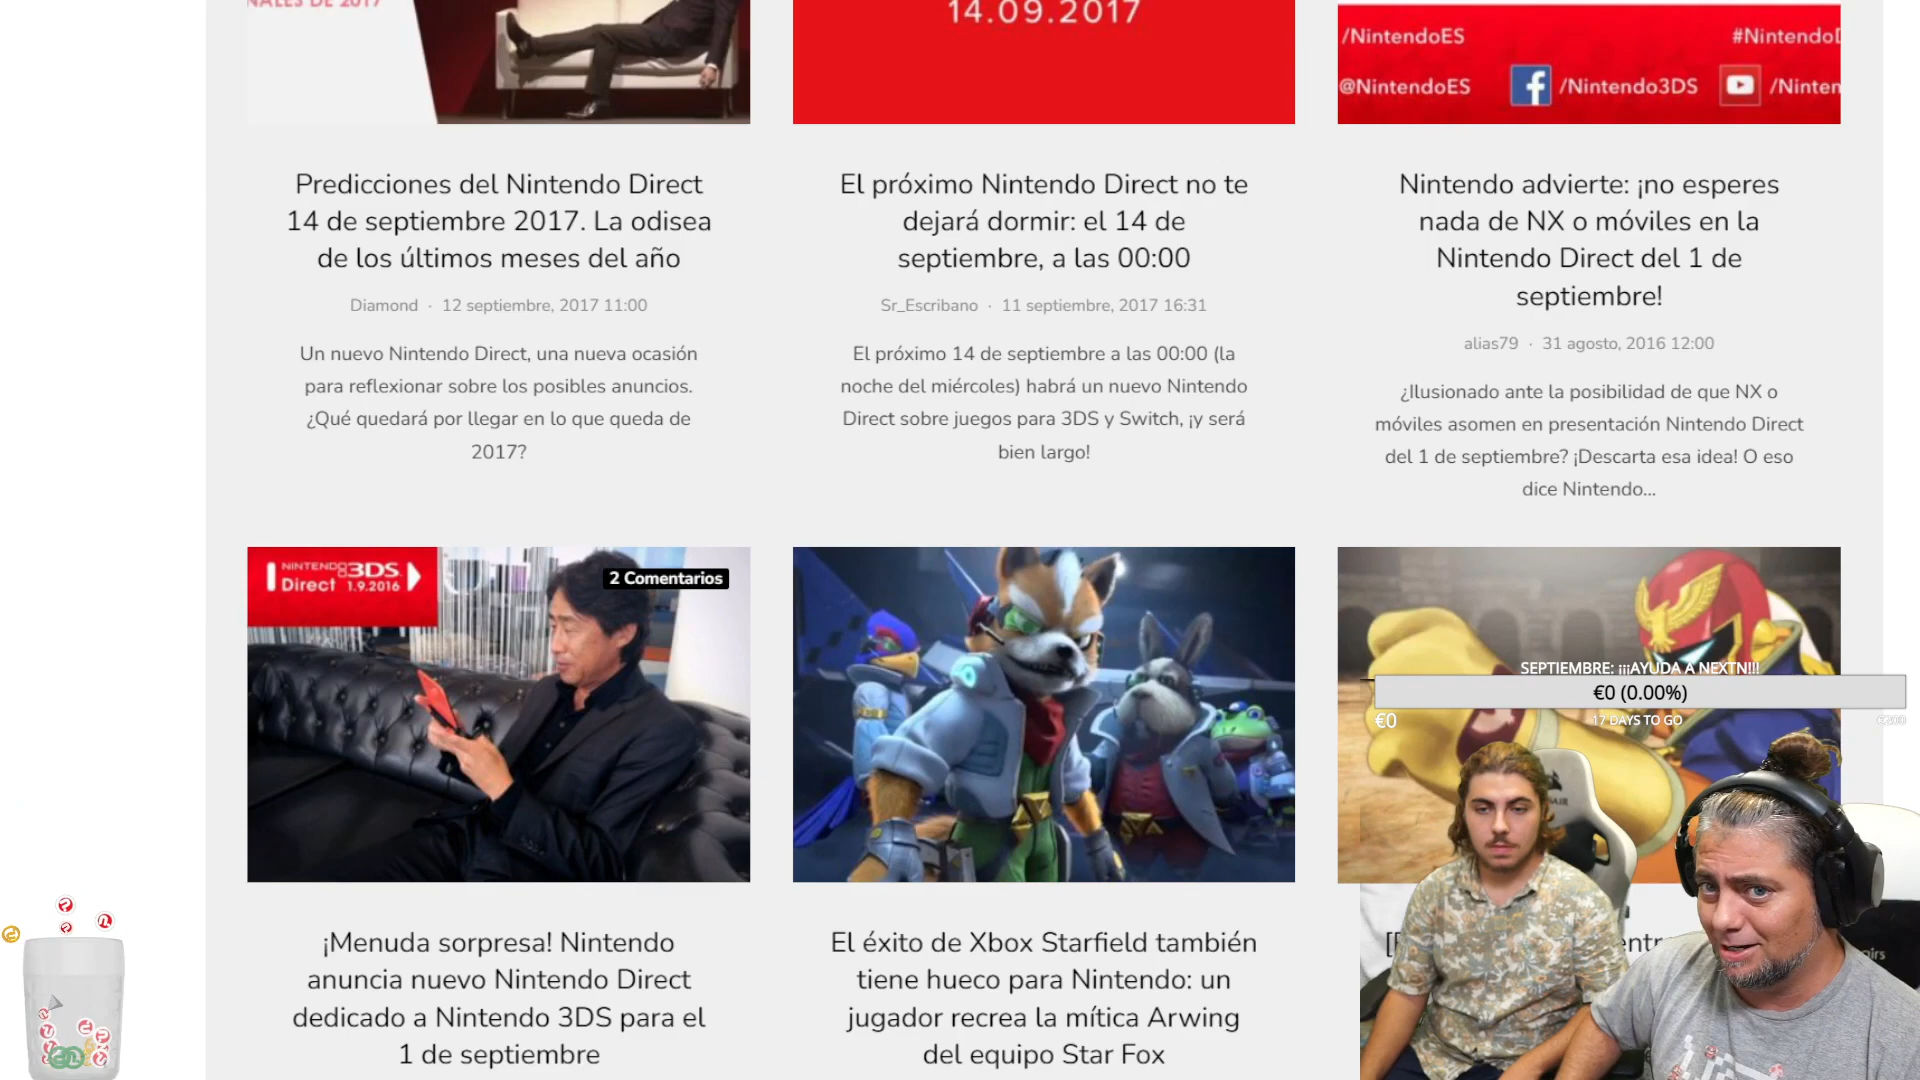 NALES DE 2017
14.09.2017
/NintendoES
#Nintendo
@NintendoES
/Nintendo3DS
/Ninten
Predicciones del Nintendo Direct
14 de septiembre 2017. La odisea
de los últimos meses del año
Diamond · 12 septiembre, 2017 11:00
Un nuevo Nintendo Direct, una nueva ocasión
para reflexionar sobre los posibles anuncios.
¿Qué quedará por llegar en lo que queda de
2017?
El próximo Nintendo Direct no te
dejará dormir: el 14 de
septiembre, a las 00:00
Sr_Escribano · 11 septiembre, 2017 16:31
El próximo 14 de septiembre a las 00:00 (la
noche del miércoles) habrá un nuevo Nintendo
Direct sobre juegos para 3DS y Switch, ¡y será
bien largo!
Nintendo advierte: ¡no esperes
nada de NX o móviles en la
Nintendo Direct del 1 de
septiembre!
alias79 · 31 agosto, 2016 12:00
¿Ilusionado ante la posibilidad de que NX o
móviles asomen en presentación Nintendo Direct
del 1 de septiembre? ¡Descarta esa idea! O eso
dice Nintendo...
NINTENDO 3DS
Direct 1.9.2016
2 Comentarios
¡Menuda sorpresa! Nintendo
anuncia nuevo Nintendo Direct
dedicado a Nintendo 3DS para el
1 de septiembre
El éxito de Xbox Starfield también
tiene hueco para Nintendo: un
jugador recrea la mítica Arwing
del equipo Star Fox
SEPTIEMBRE: ¡¡¡AYUDA A NEXTN!!!
€0 (0.00%)
€0
17 DAYS TO GO
entr